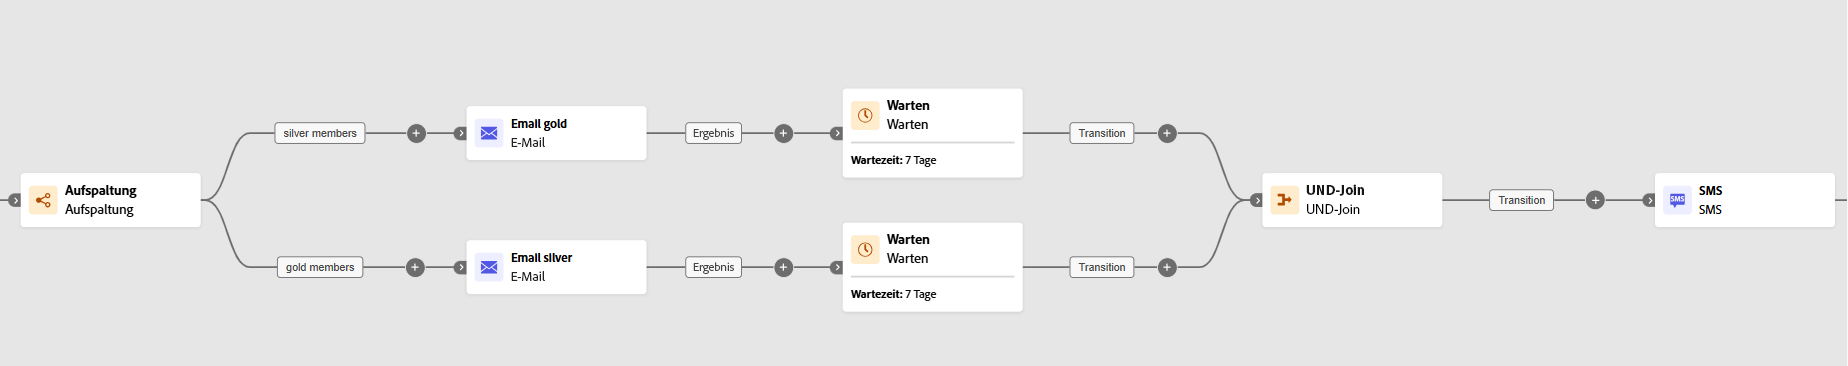 silver members
Email gold
E-Mail
Ergebnis
Warten
Warten
Wartezeit: 7 Tage
Transition
Aufspaltung
Aufspaltung
UND-Join
UND-Join
Transition
SMS
SMS
SMS
gold members
Email silver
E-Mail
Ergebnis
Warten
Warten
Wartezeit: 7 Tage
Transition